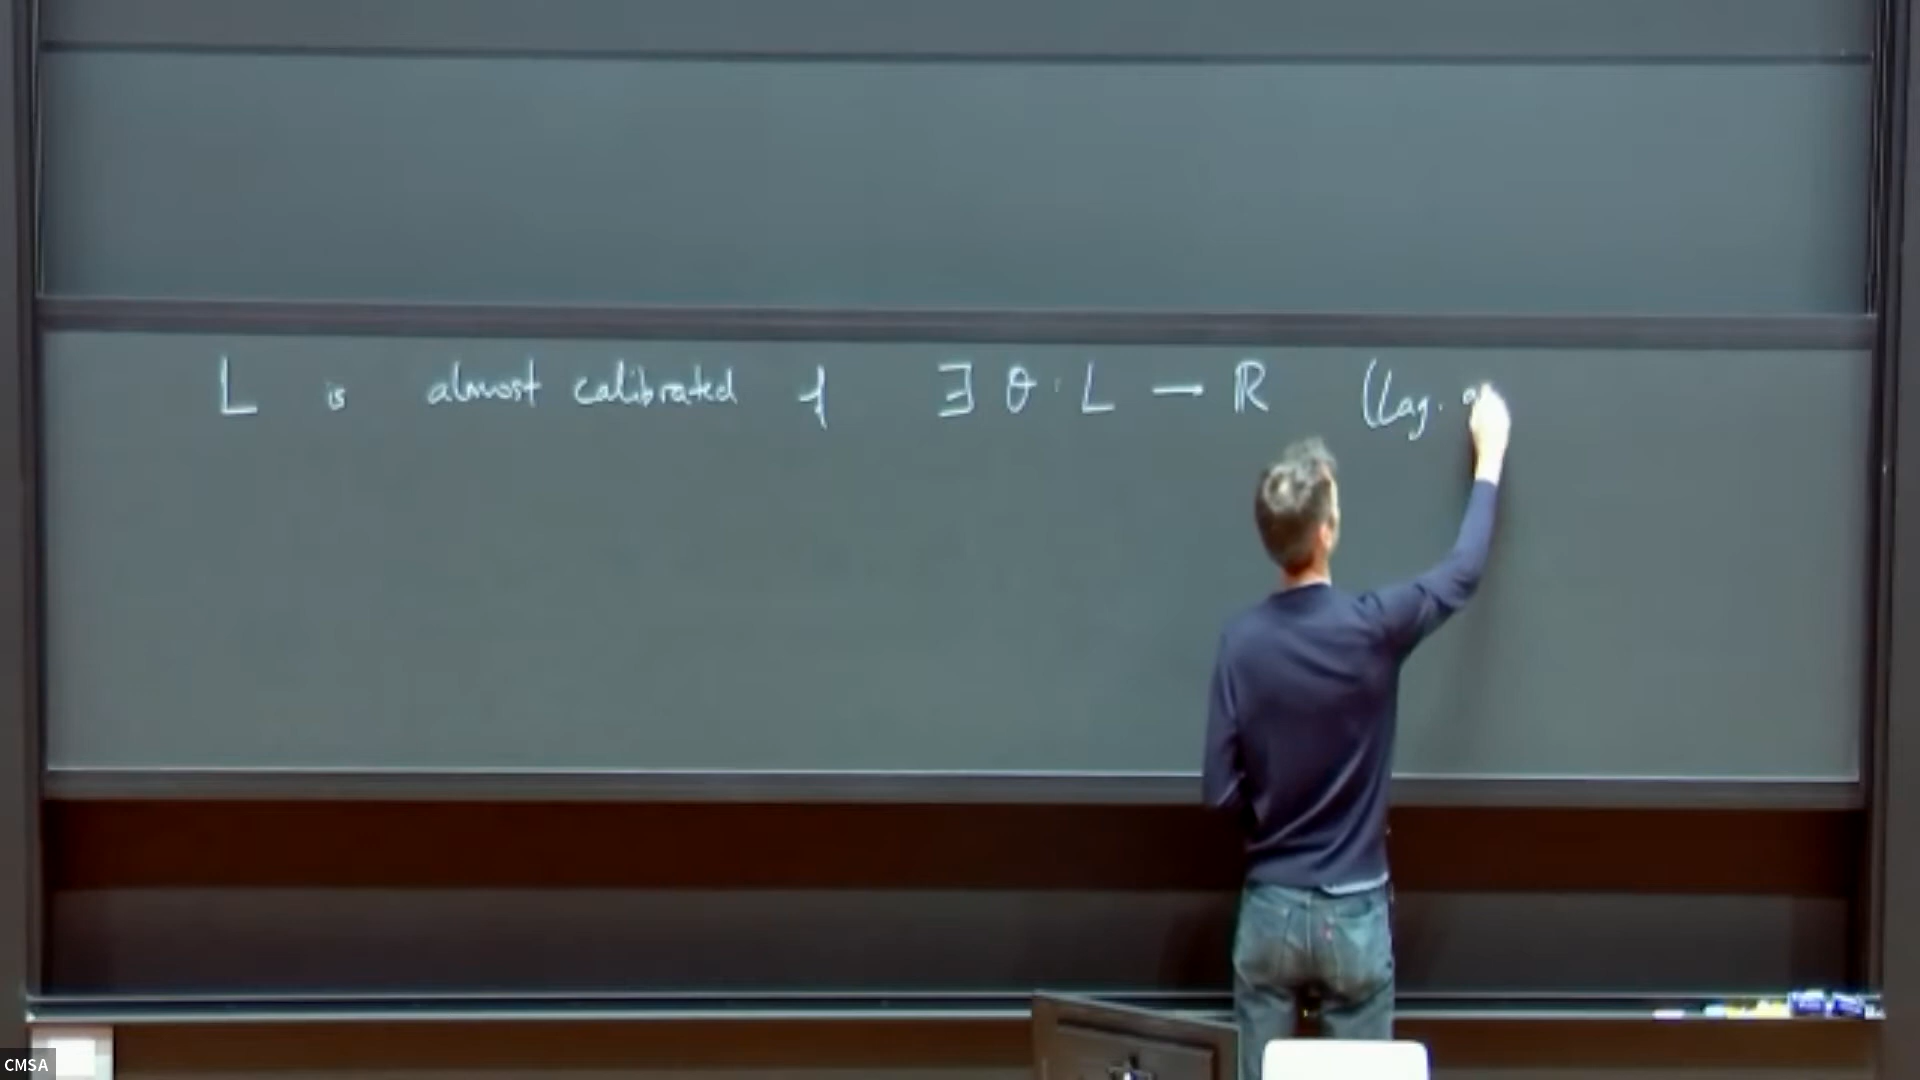 L is almost calibrated if ∃ θ : L → ℝ (Lag. a
CMSA